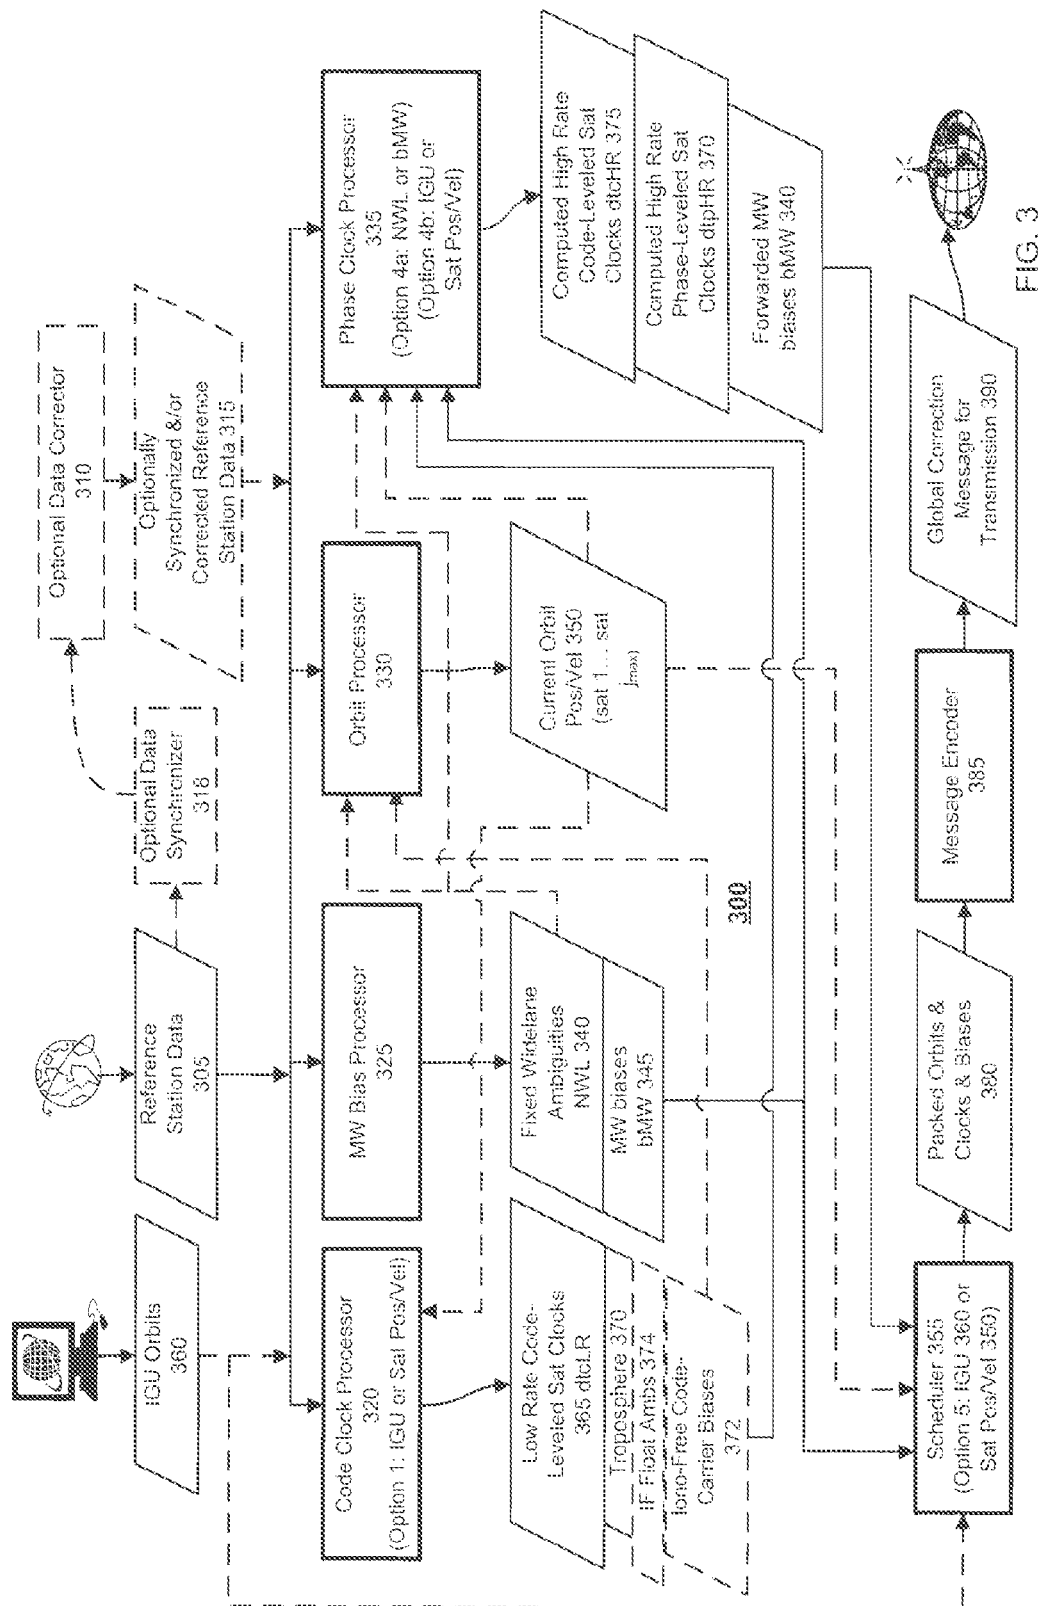 IGU Orbits
360
Reference
Station Data
305
Optional Data
Synchronizer
318
Optional Data Corrector
310
Optionally
Synchronized &/or
Corrected Reference
Station Data 315
Code Clock Processor
320
(Option 1: IGU or Sat Pos/Vel)
MW Bias Processor
325
Orbit Processor
330
Phase Clock Processor
335
(Option 4a: NWL or bMW)
(Option 4b: IGU or
Sat Pos/Vel)
Low Rate Code-
Leveled Sat Clocks
365 dtcLR
Troposphere 370
IF Float Ambs 374
Iono-Free Code-
Carrier Biases
372
Fixed Widelane
Ambiguities
NWL 340
MW biases
bMW 345
Current Orbit
Pos/Vel 350
(sat 1... sat
jmax)
Computed High Rate
Code-Leveled Sat
Clocks dtcHR 375
Computed High Rate
Phase-Leveled Sat
Clocks dtpHR 370
Forwarded MW
biases bMW 340
300
Scheduler 355
(Option 5: IGU 360 or
Sat Pos/Vel 350)
Packed Orbits &
Clocks & Biases
380
Message Encoder
385
Global Correction
Message for
Transmission 390
FIG. 3